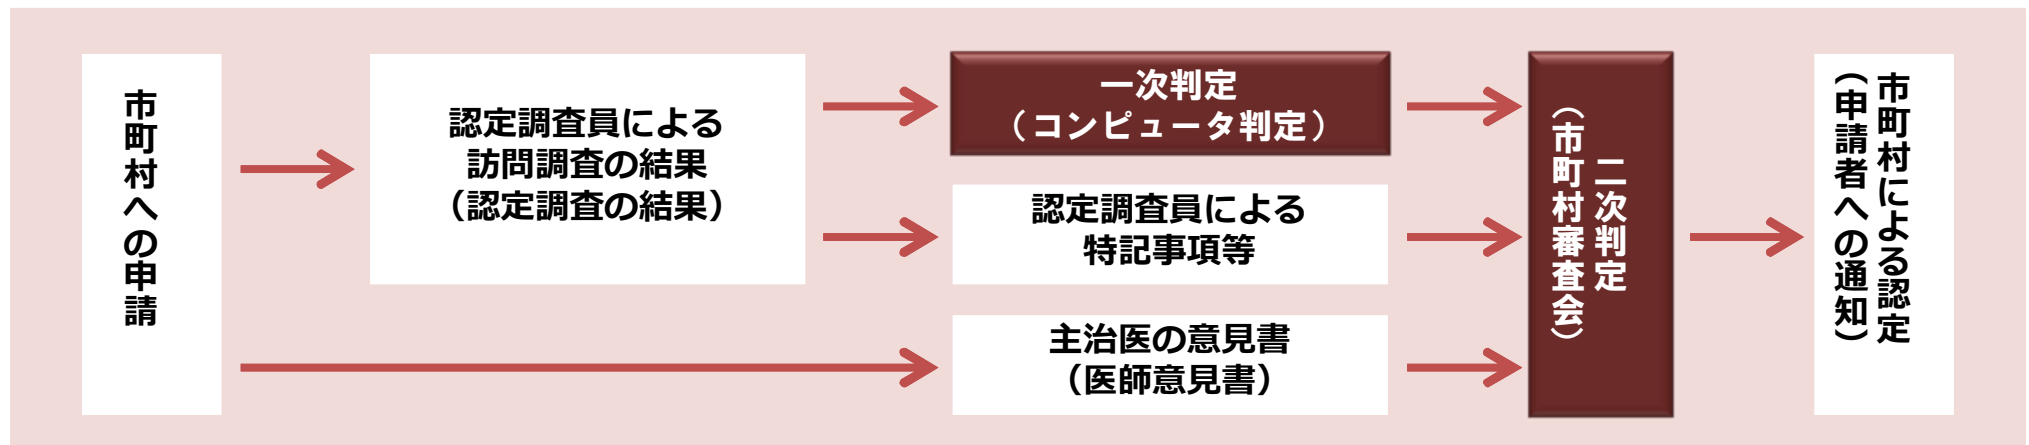 市町村への申請
認定調査員による
訪問調査の結果
（認定調査の結果）
一次判定
（コンピュータ判定）
認定調査員による
特記事項等
主治医の意見書
（医師意見書）
二次判定
（市町村審査会）
市町村による認定
（申請者への通知）